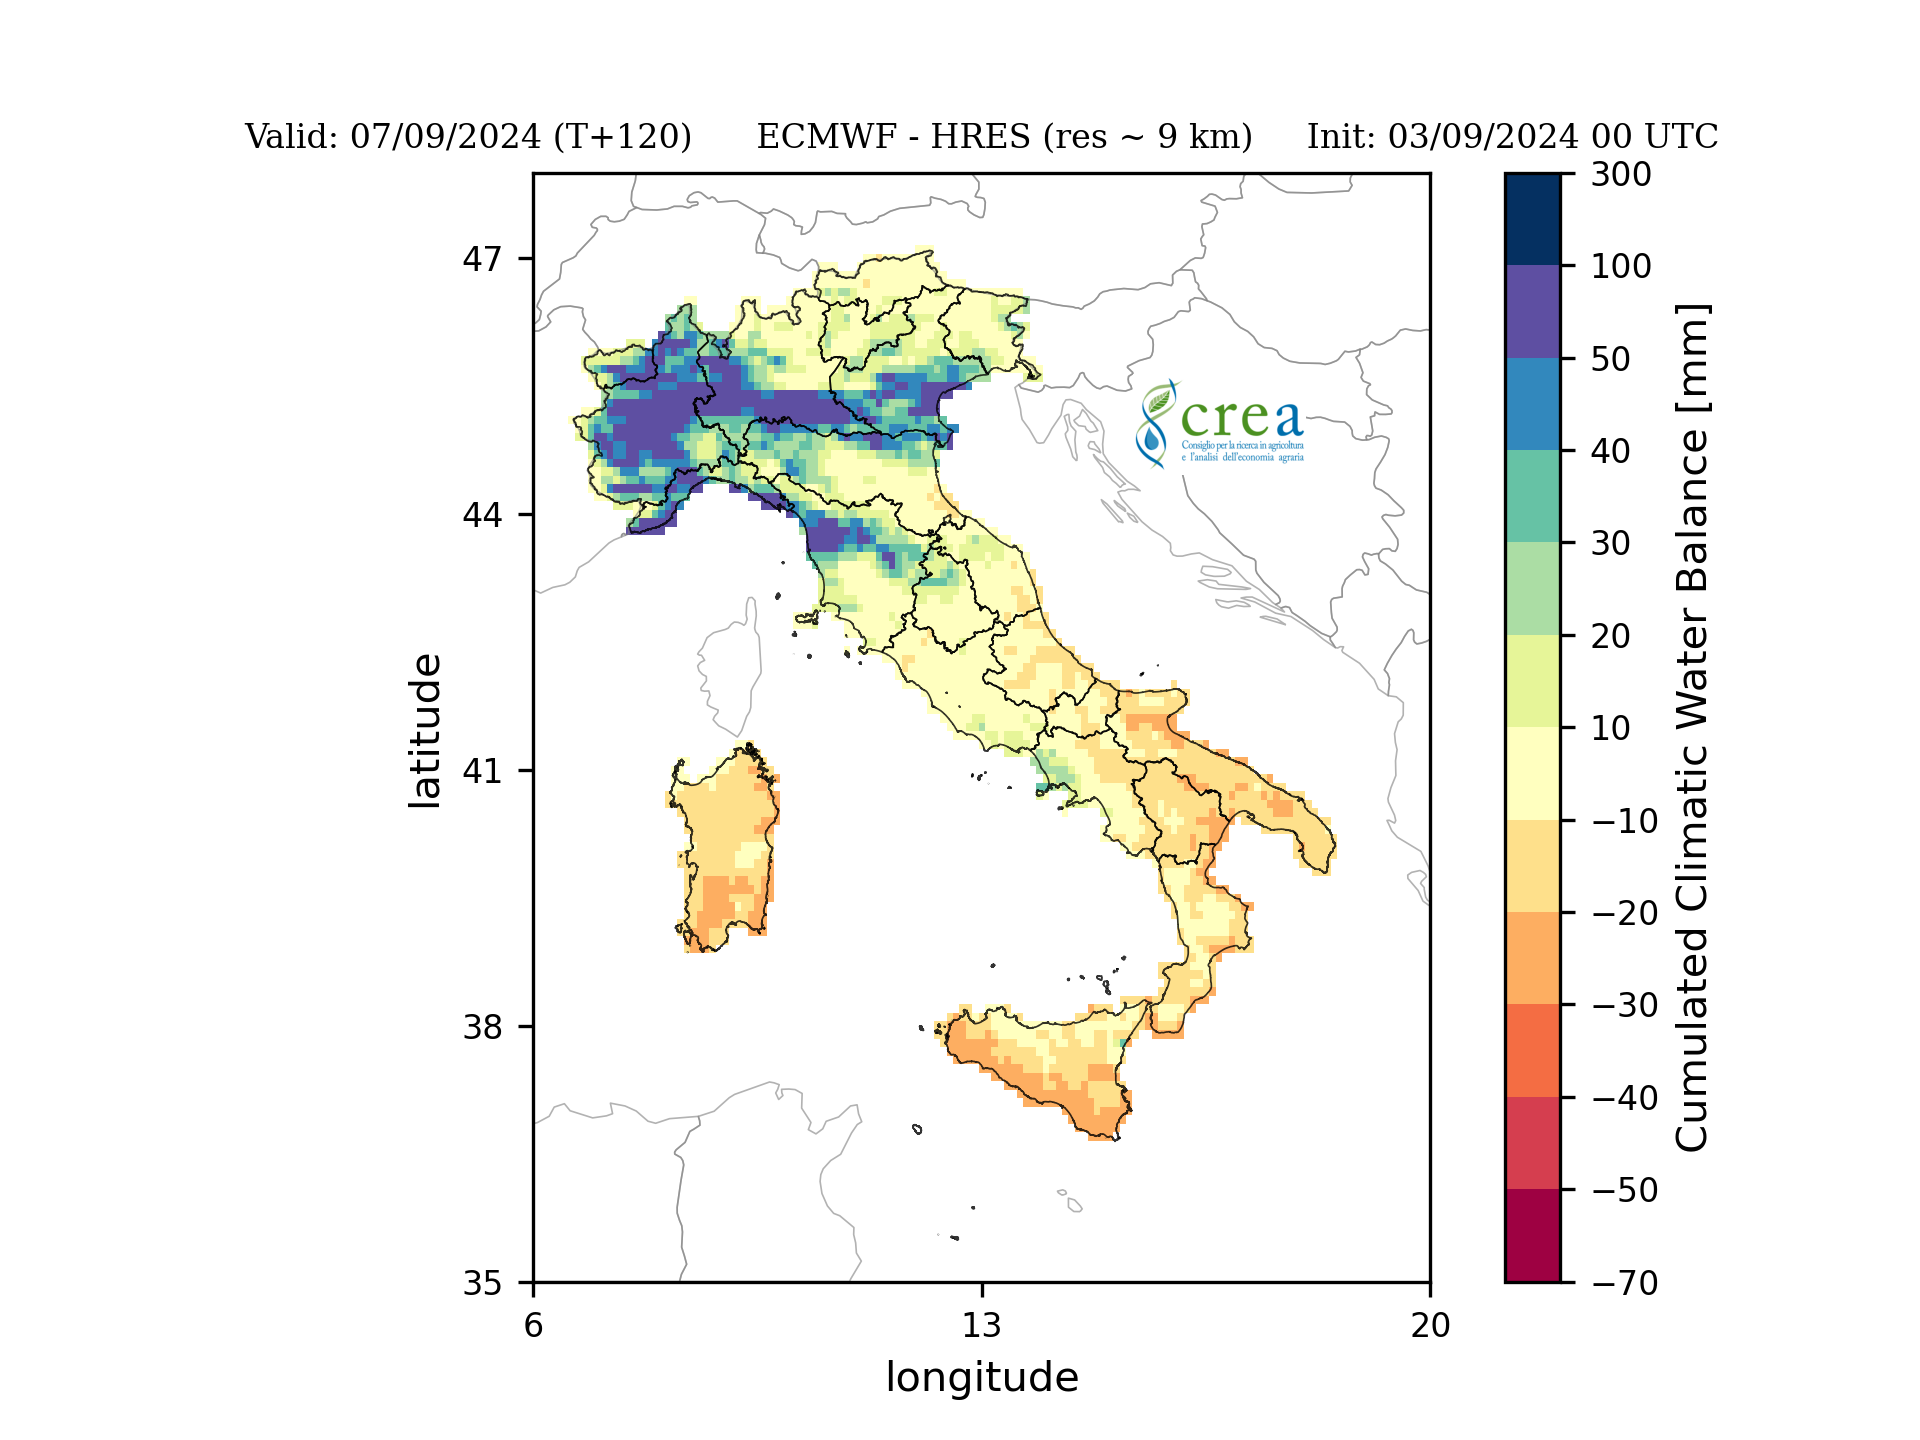 Valid: 07/09/2024 (T+120) ECMWF - HRES (res ~ 9 km) Init: 03/09/2024 00 UTC
47
44
41
38
35
6 13 20
longitude
latitude
crea
Consiglio per la ricerca in agricoltura
e l'analisi dell'economia agraria
300
100
50
40
30
20
10
−10
−20
−30
−40
−50
−70
Cumulated Climatic Water Balance [mm]